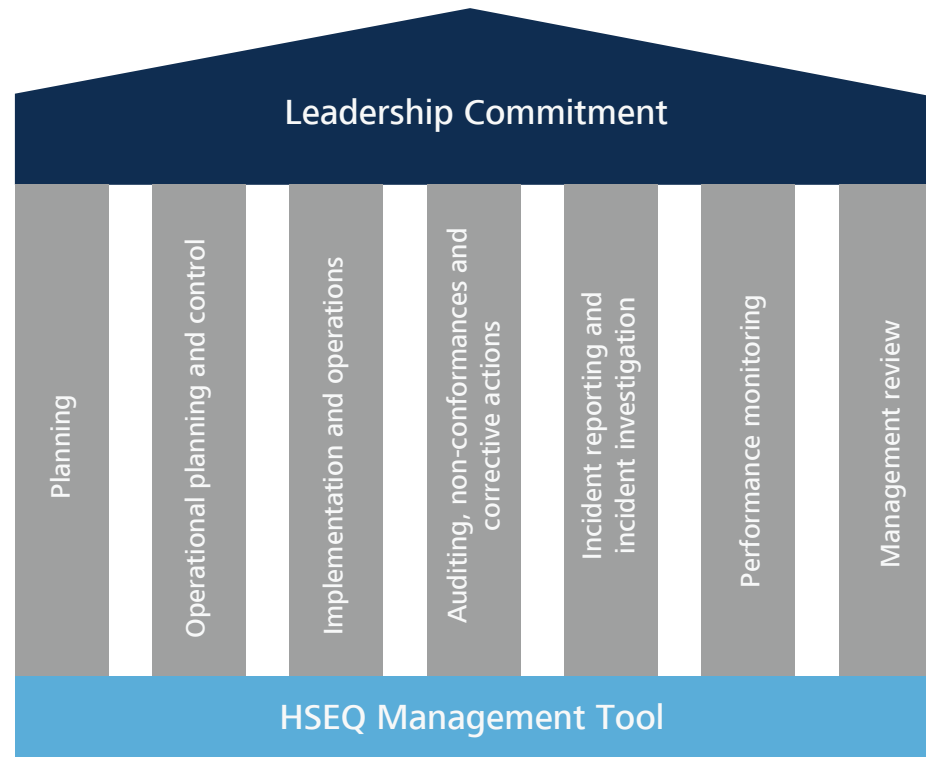 Leadership Commitment
Planning
Operational planning and control
Implementation and operations
Auditing, non-conformances and
corrective actions
Incident reporting and
incident investigation
Performance monitoring
Management review
HSEQ Management Tool